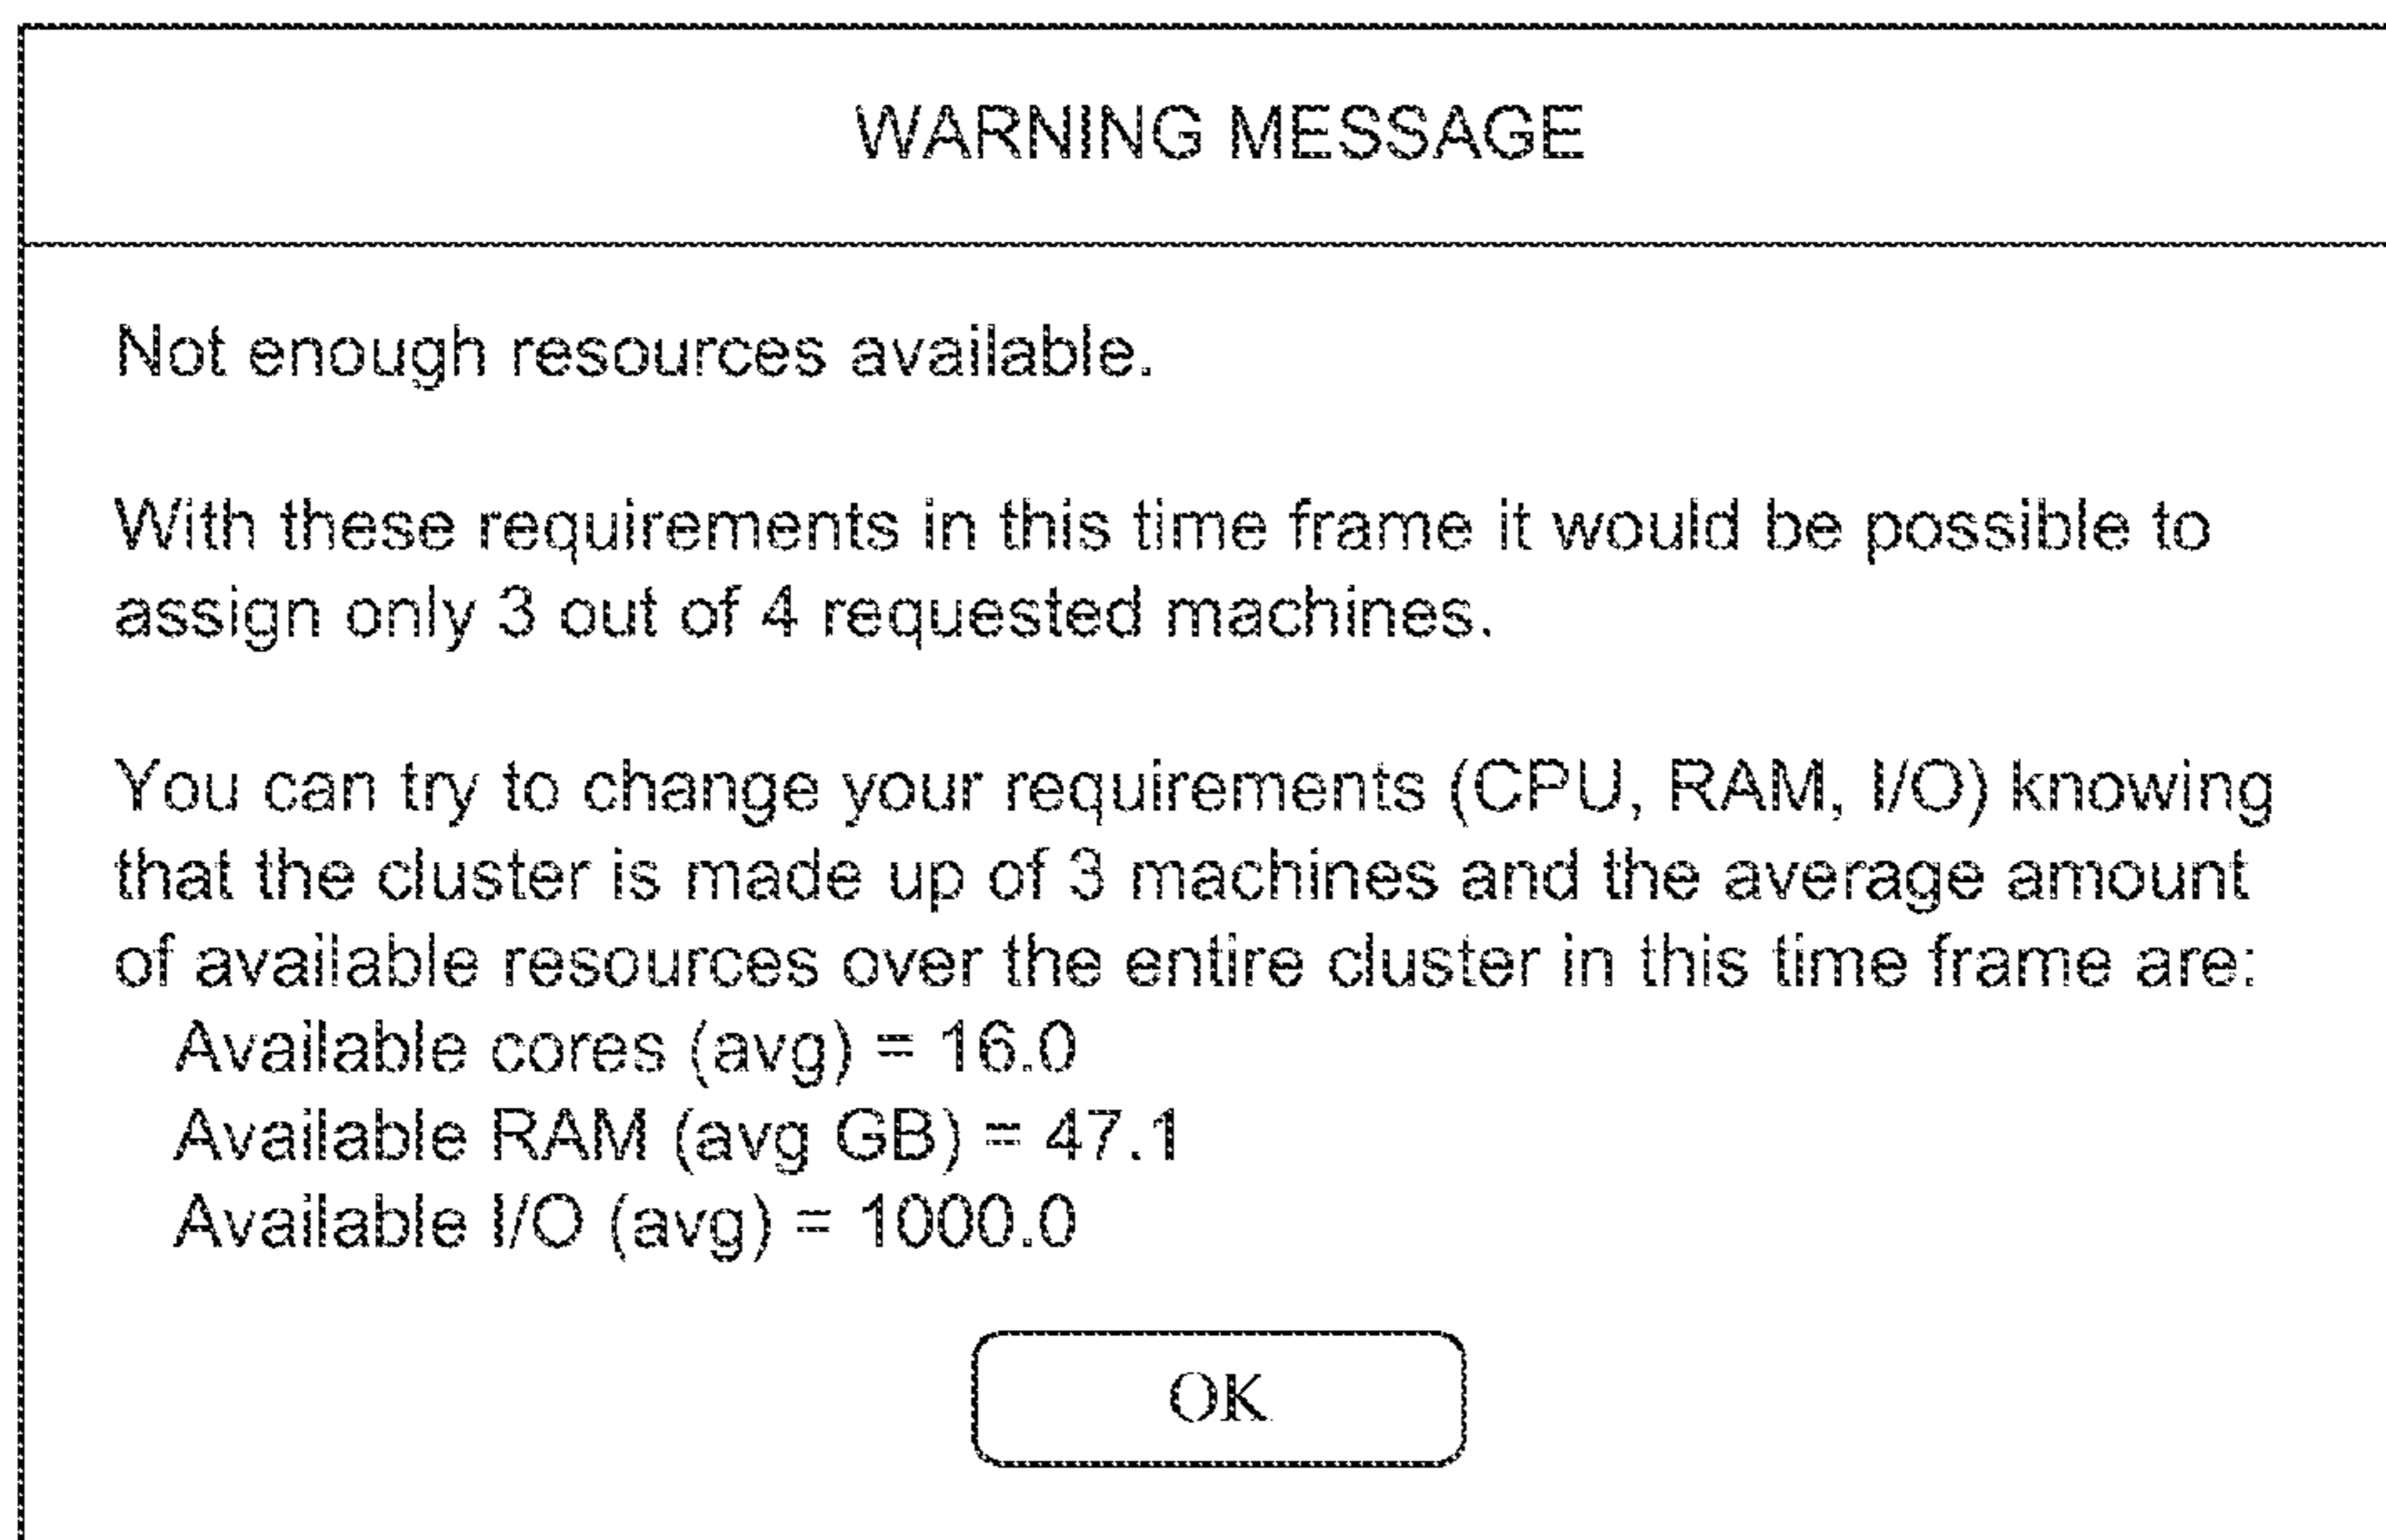 WARNING MESSAGE
Not enough resources available.
With these requirements in this time frame it would be possible to
assign only 3 out of 4 requested machines.
You can try to change your requirements (CPU, RAM, I/O) knowing
that the cluster is made up of 3 machines and the average amount
of available resources over the entire cluster in this time frame are:
Available cores (avg) = 16.0
Available RAM (avg GB) = 47.1
Available I/O (avg) = 1000.0
OK